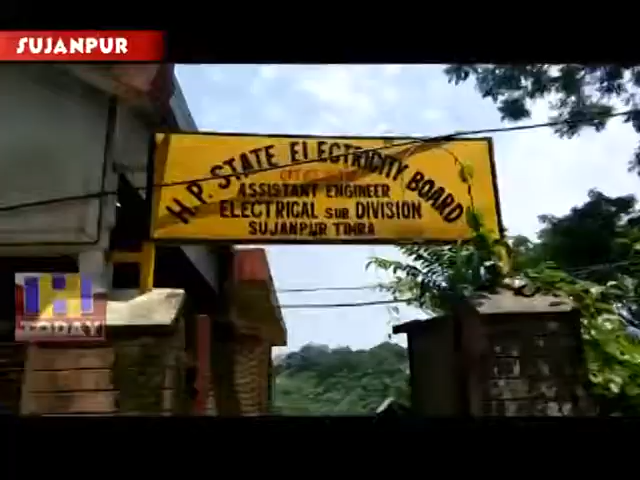 SUJANPUR
H.P. STATE ELECTRICITY BOARD
ASSISTANT ENGINEER
ELECTRICAL SUB DIVISION
SUJANPUR TIHRA
H
TODAY